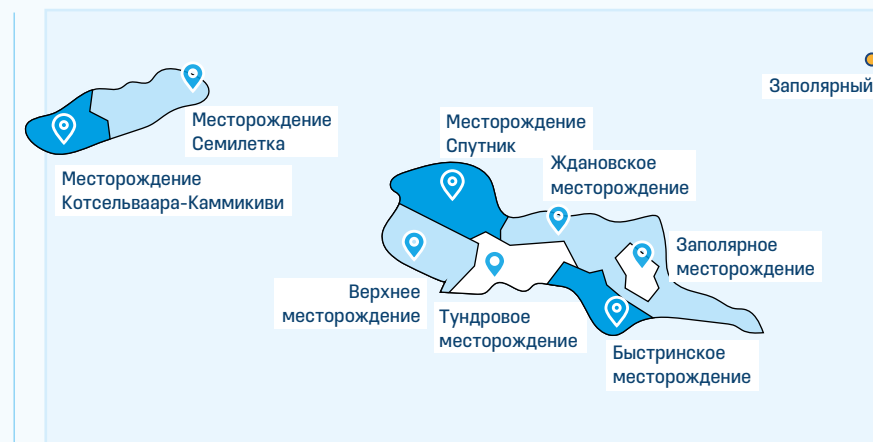 Заполярный
Месторождение
Семилетка
Месторождение
Спутник
Ждановское
месторождение
Месторождение
Котсельваара-Каммикиви
Заполярное
месторождение
Верхнее
месторождение
Тундровое
месторождение
Быстринское
месторождение